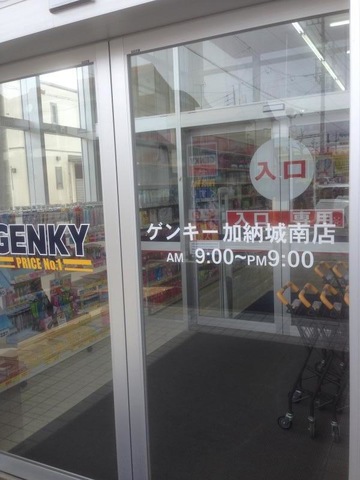 GENKY
PRICE No.1
入口
入口 専用
ゲンキー加納城南店
AM 9:00～PM9:00